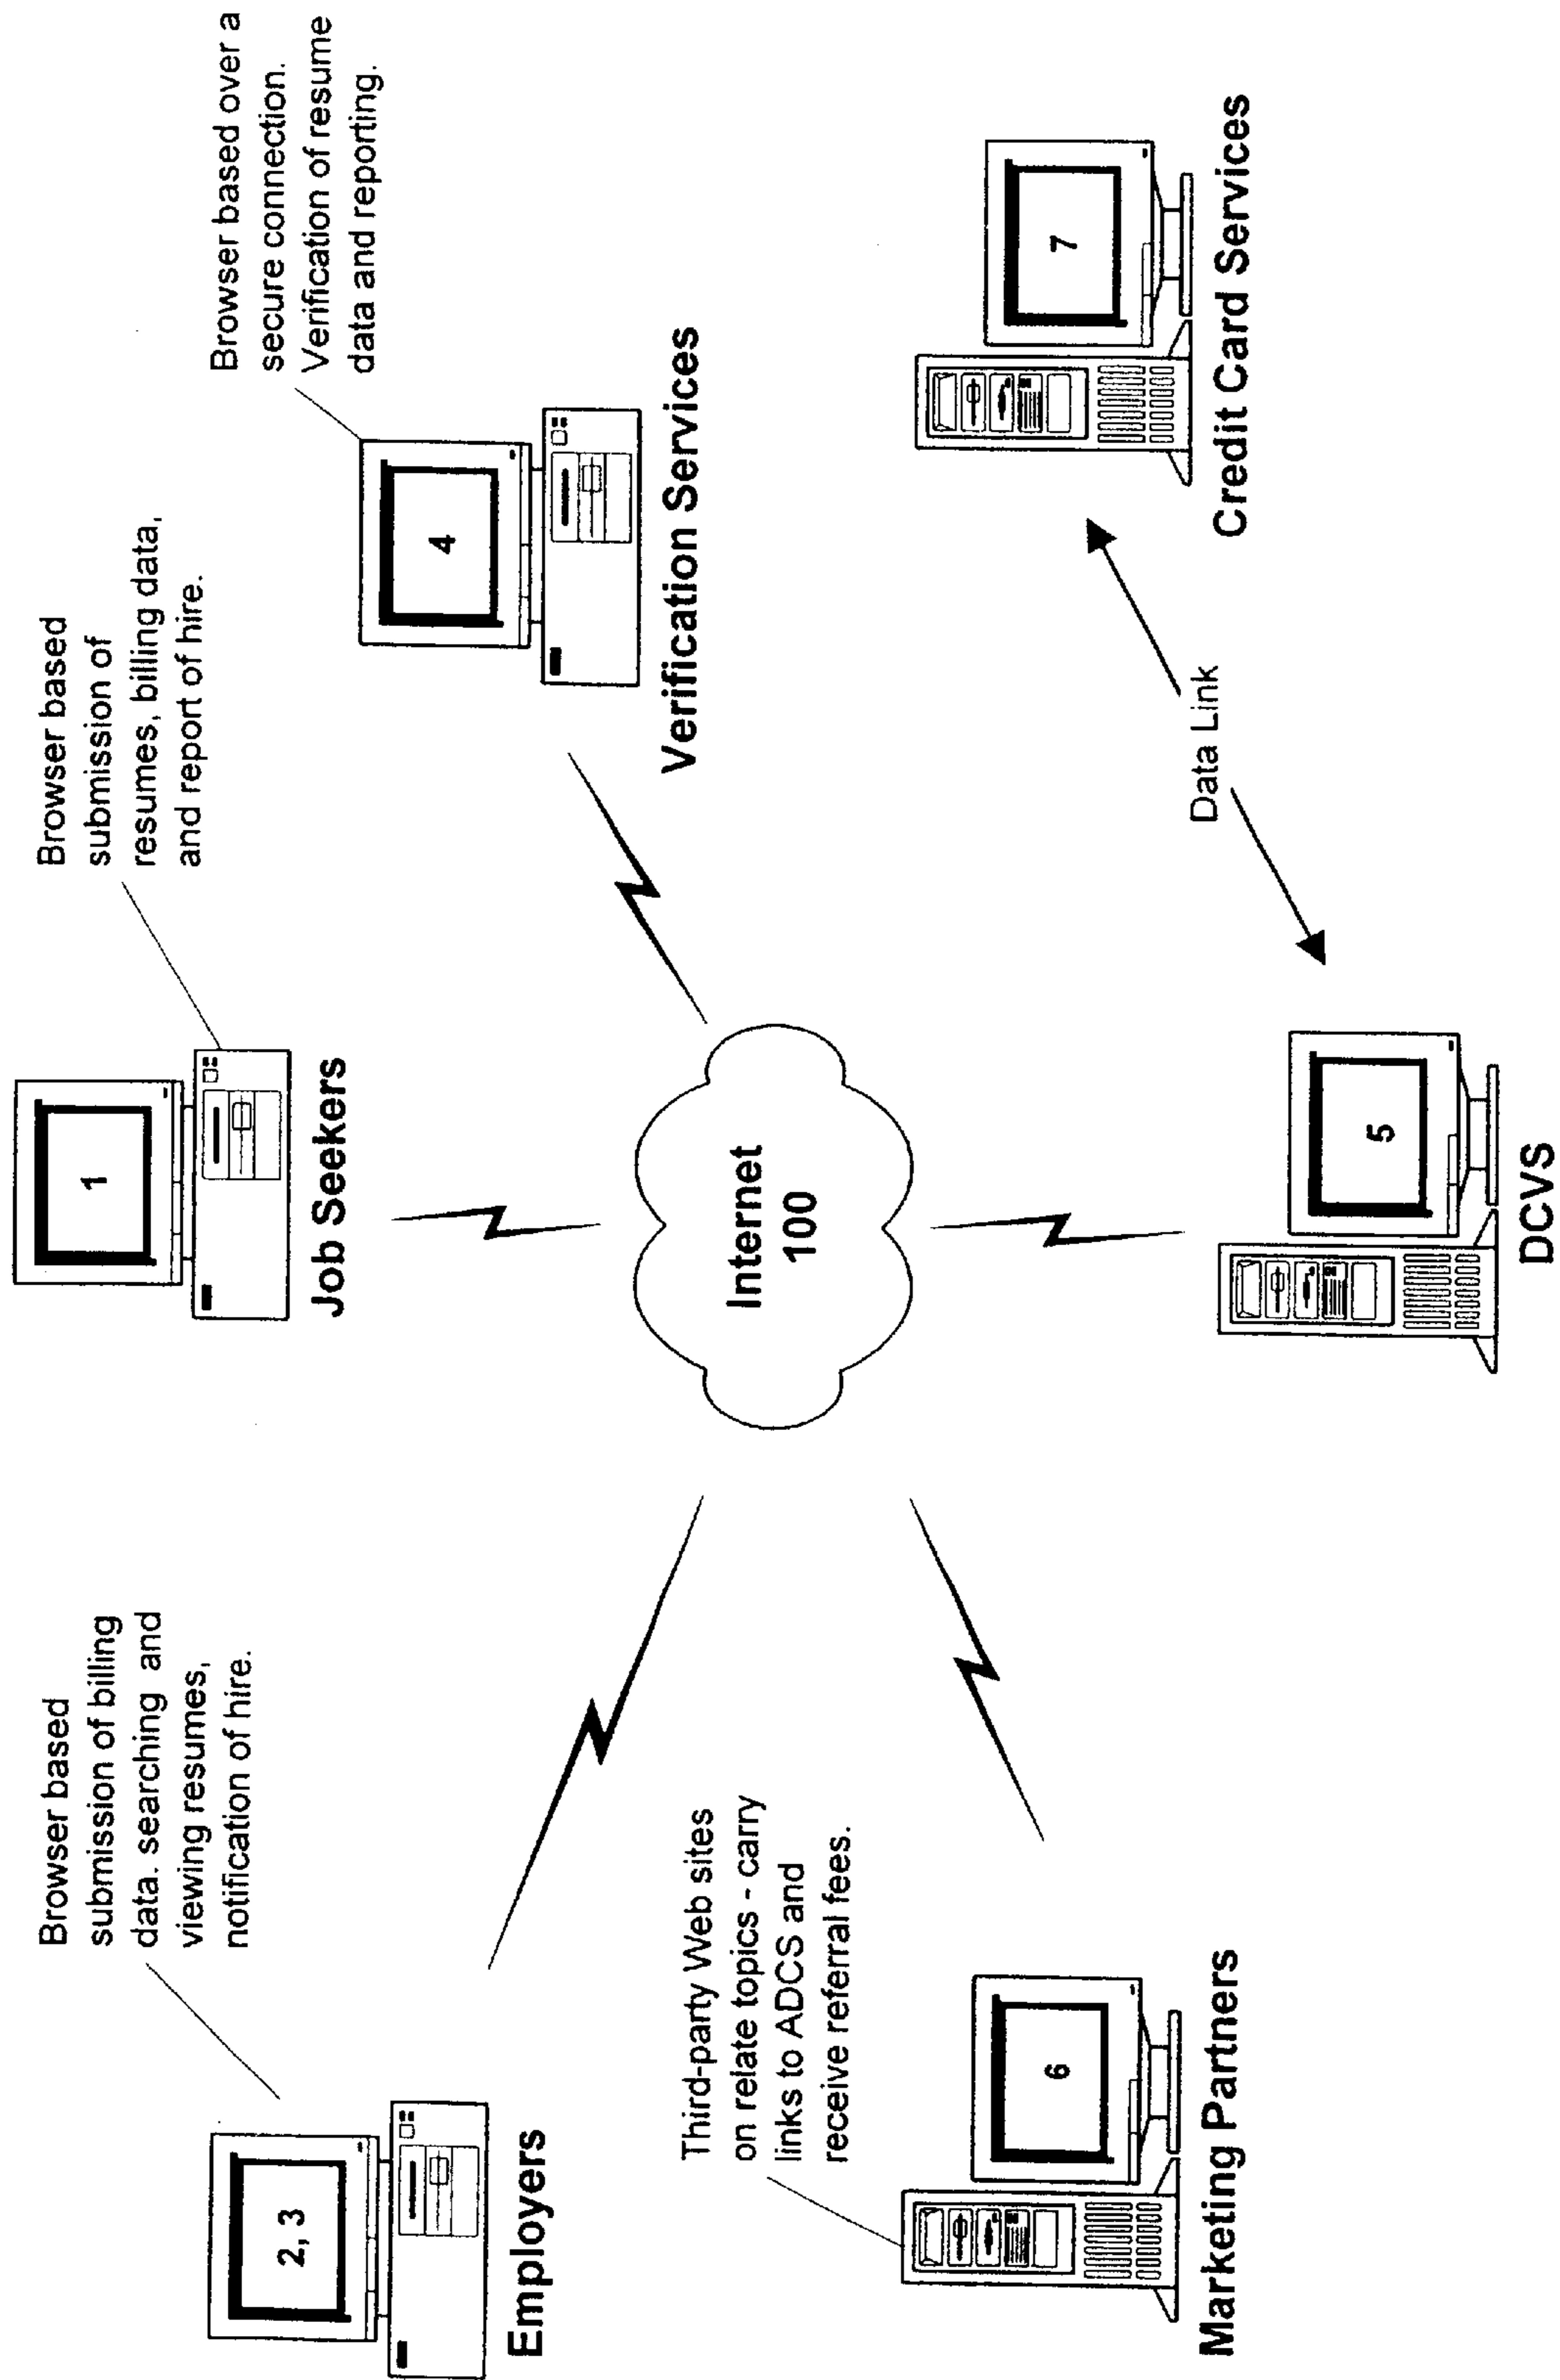 Browser based
submission of billing
data. searching and
viewing resumes,
notification of hire.
2, 3
Employers
Browser based
submission of
resumes, billing data,
and report of hire.
1
Job Seekers
Browser based over a
secure connection.
Verification of resume
data and reporting.
4
Verification Services
Internet
100
Third-party Web sites
on relate topics - carry
links to ADCS and
receive referral fees.
6
Marketing Partners
5
DCVS
Data Link
7
Credit Card Services